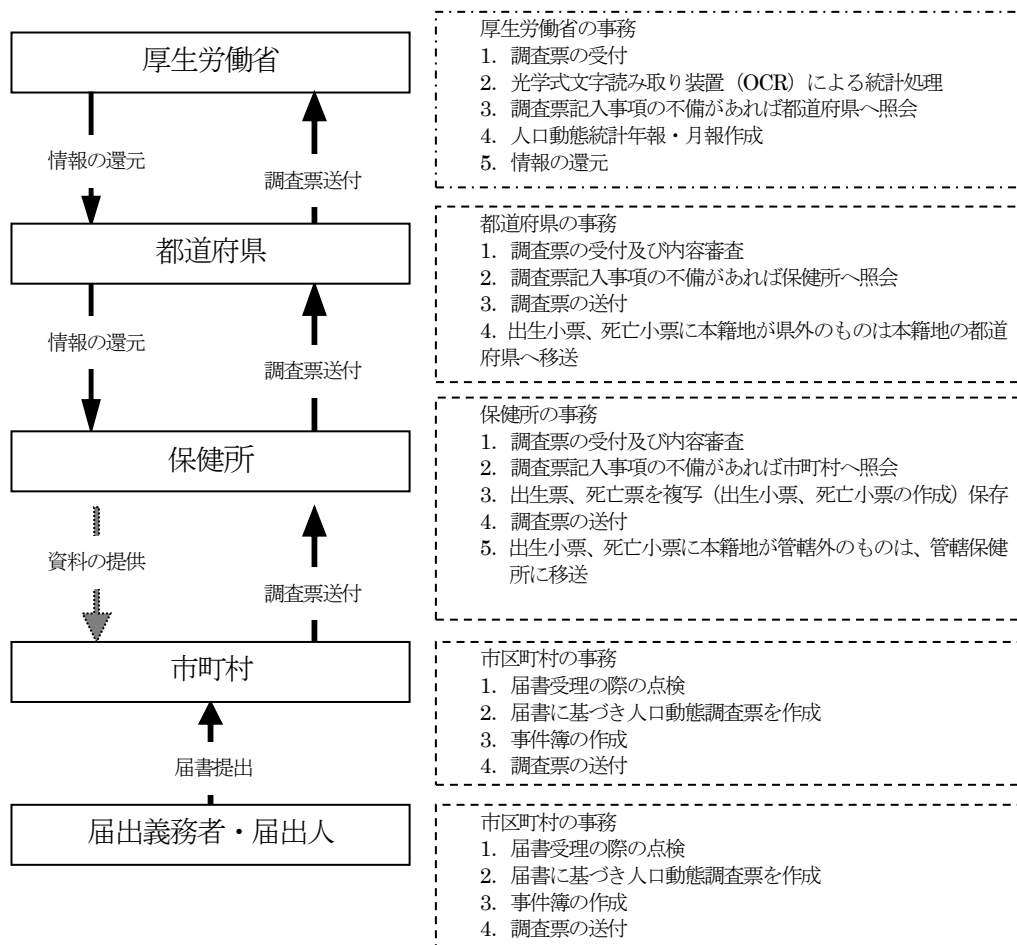 厚生労働省
情報の還元
調査票送付
都道府県
情報の還元
調査票送付
保健所
資料の提供
調査票送付
市町村
届書提出
届出義務者・届出人
厚生労働省の事務
1. 調査票の受付
2. 光学式文字読み取り装置（OCR）による統計処理
3. 調査票記入事項の不備があれば都道府県へ照会
4. 人口動態統計年報・月報作成
5. 情報の還元
都道府県の事務
1. 調査票の受付及び内容審査
2. 調査票記入事項の不備があれば保健所へ照会
3. 調査票の送付
4. 出生小票、死亡小票に本籍地が県外のものは本籍地の都道
府県へ移送
保健所の事務
1. 調査票の受付及び内容審査
2. 調査票記入事項の不備があれば市町村へ照会
3. 出生票、死亡票を複写（出生小票、死亡小票の作成）保存
4. 調査票の送付
5. 出生小票、死亡小票に本籍地が管轄外のものは、管轄保健
所に移送
市区町村の事務
1. 届書受理の際の点検
2. 届書に基づき人口動態調査票を作成
3. 事件簿の作成
4. 調査票の送付
市区町村の事務
1. 届書受理の際の点検
2. 届書に基づき人口動態調査票を作成
3. 事件簿の作成
4. 調査票の送付